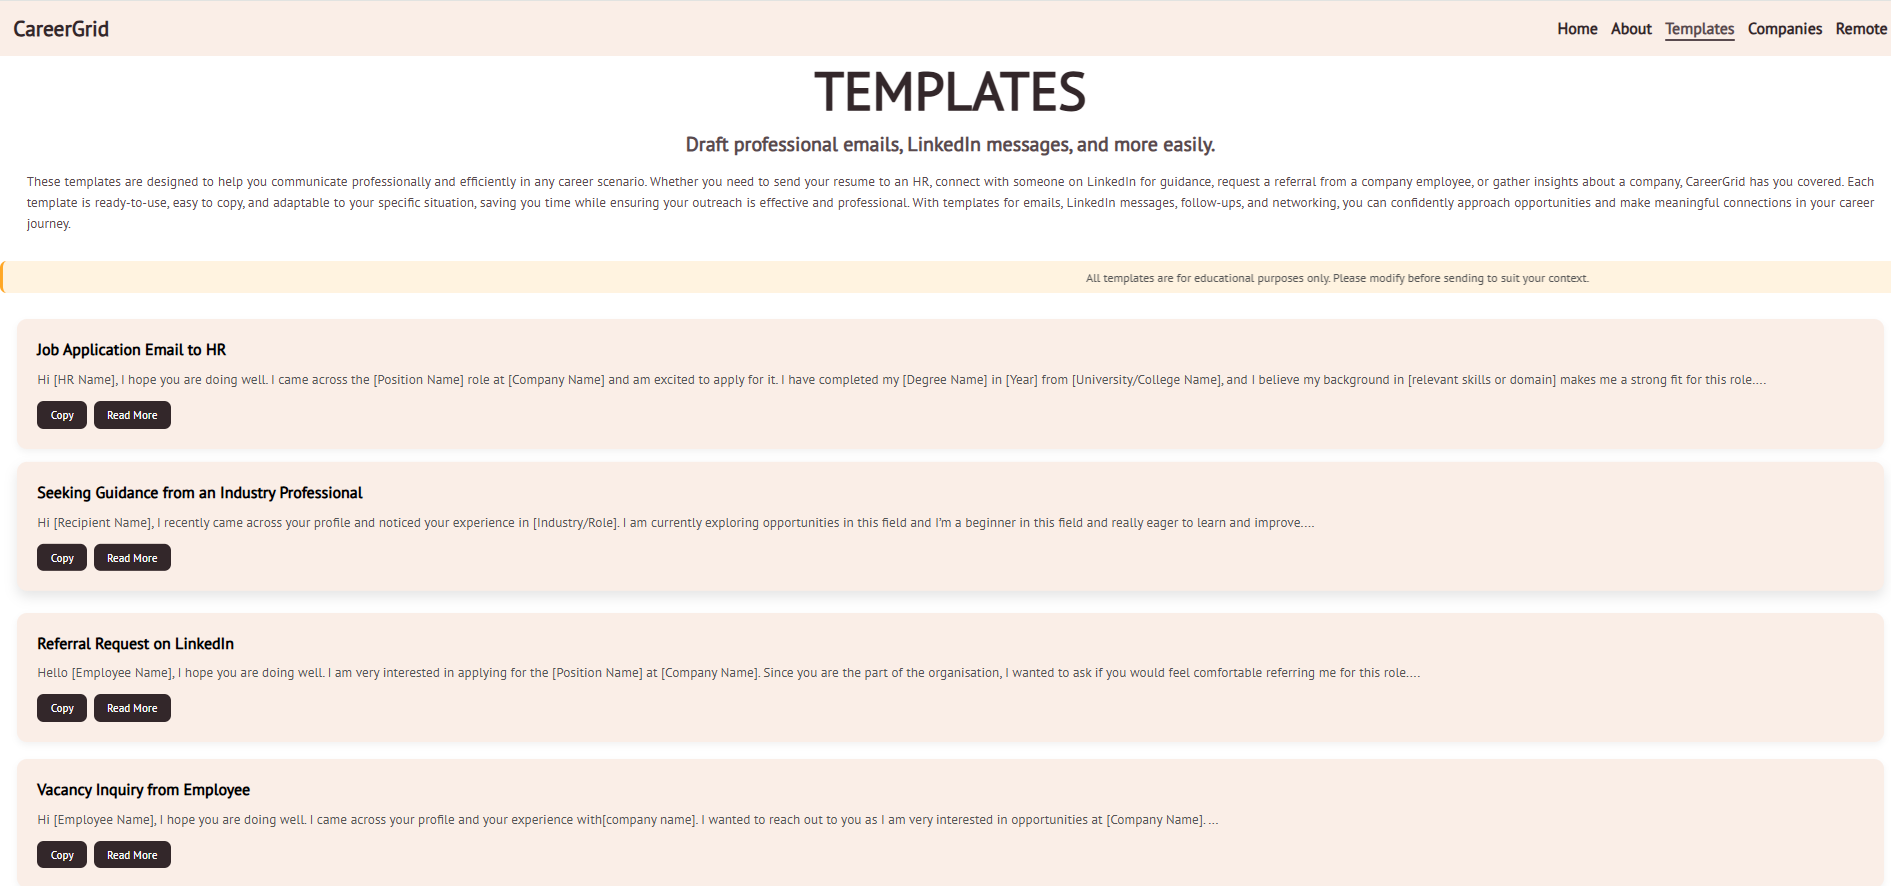 CareerGrid
Home About Templates Companies Remote
TEMPLATES
Draft professional emails, LinkedIn messages, and more easily.
These templates are designed to help you communicate professionally and efficiently in any career scenario. Whether you need to send your resume to an HR, connect with someone on LinkedIn for guidance, request a referral from a company employee, or gather insights about a company, CareerGrid has you covered. Each
template is ready-to-use, easy to copy, and adaptable to your specific situation, saving you time while ensuring your outreach is effective and professional. With templates for emails, LinkedIn messages, follow-ups, and networking, you can confidently approach opportunities and make meaningful connections in your career
journey.
All templates are for educational purposes only. Please modify before sending to suit your context.
Job Application Email to HR
Hi [HR Name], I hope you are doing well. I came across the [Position Name] role at [Company Name] and am excited to apply for it. I have completed my [Degree Name] in [Year] from [University/College Name], and I believe my background in [relevant skills or domain] makes me a strong fit for this role....
Copy Read More
Seeking Guidance from an Industry Professional
Hi [Recipient Name], I recently came across your profile and noticed your experience in [Industry/Role]. I am currently exploring opportunities in this field and I'm a beginner in this field and really eager to learn and improve....
Copy Read More
Referral Request on LinkedIn
Hello [Employee Name], I hope you are doing well. I am very interested in applying for the [Position Name] at [Company Name]. Since you are the part of the organisation, I wanted to ask if you would feel comfortable referring me for this role....
Copy Read More
Vacancy Inquiry from Employee
Hi [Employee Name], I hope you are doing well. I came across your profile and your experience with[company name]. I wanted to reach out to you as I am very interested in opportunities at [Company Name]. ...
Copy Read More